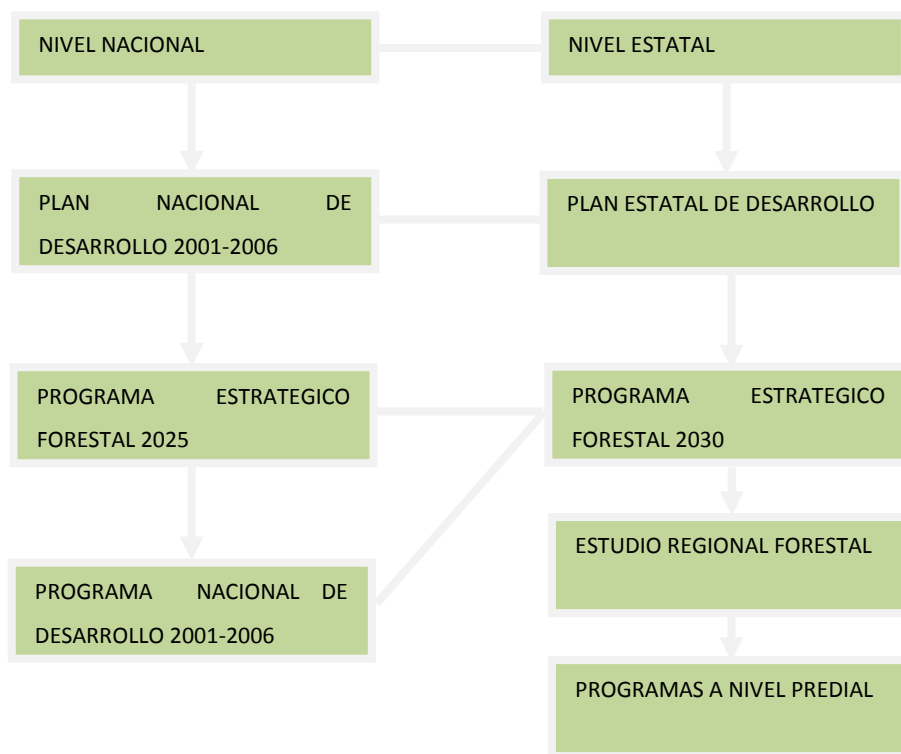 NIVEL NACIONAL
NIVEL ESTATAL
PLAN NACIONAL DE
DESARROLLO 2001-2006
PLAN ESTATAL DE DESARROLLO
PROGRAMA ESTRATEGICO
FORESTAL 2025
PROGRAMA ESTRATEGICO
FORESTAL 2030
ESTUDIO REGIONAL FORESTAL
PROGRAMA NACIONAL DE
DESARROLLO 2001-2006
PROGRAMAS A NIVEL PREDIAL